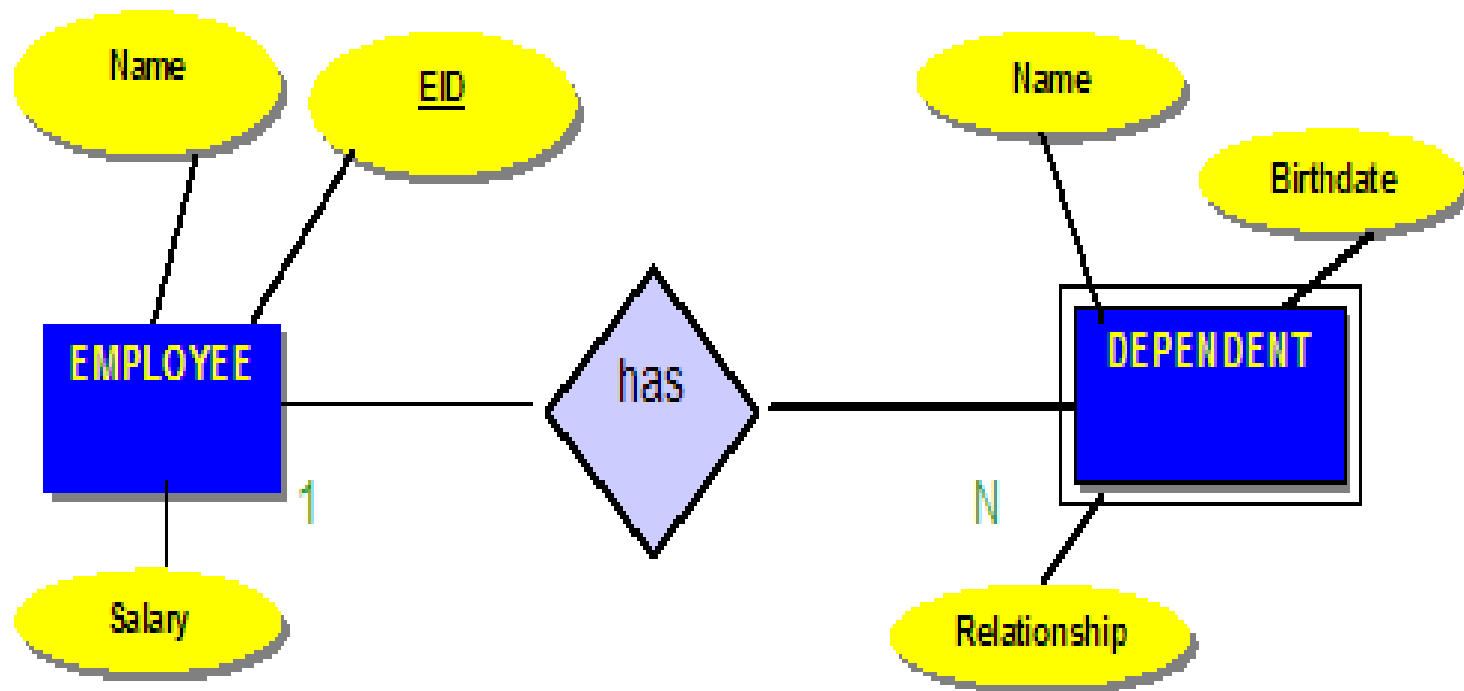 Name
EID
Name
Birthdate
EMPLOYEE
has
DEPENDENT
1
N
Salary
Relationship